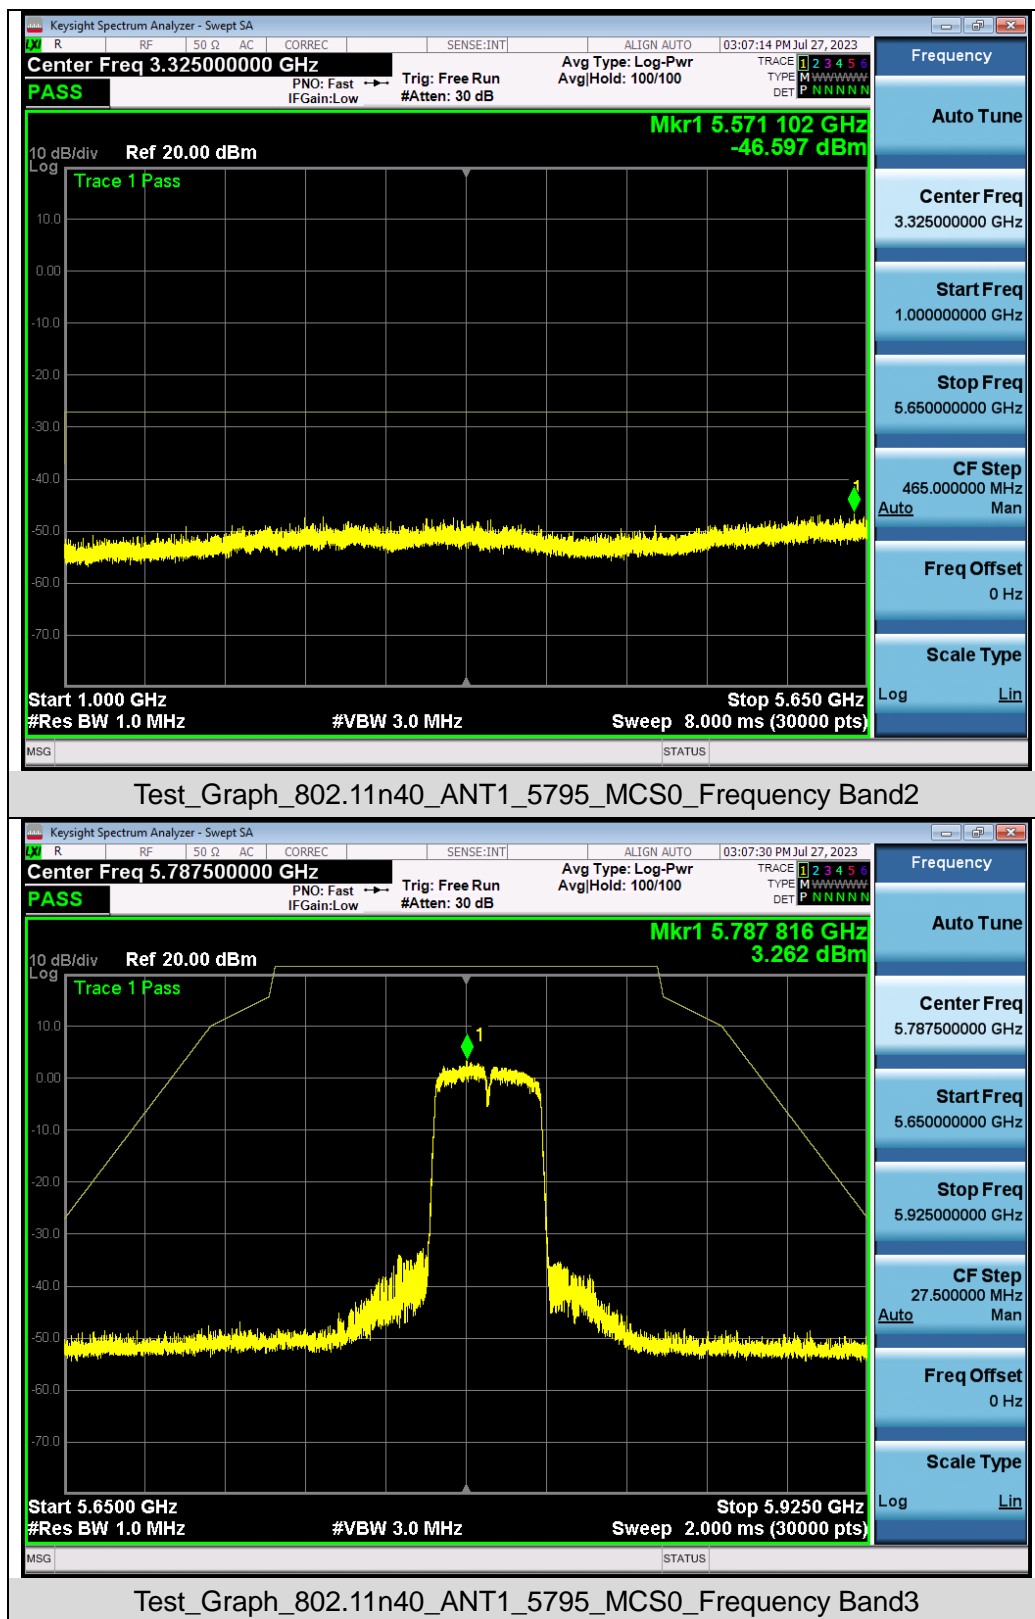 Keysight Spectrum Analyzer - Swept SA
LXI R RF 50 Ω AC CORREC SENSE:INT ALIGN AUTO 03:07:14 PM Jul 27, 2023
Center Freq 3.325000000 GHz
PASS
PNO: Fast
IFGain:Low
Trig: Free Run
#Atten: 30 dB
Avg Type: Log-Pwr
Avg|Hold: 100/100
TRACE 1 2 3 4 5 6
TYPE M WWWWW
DET P N N N N N
Mkr1 5.571 102 GHz
-46.597 dBm
10 dB/div Ref 20.00 dBm
Log
Trace 1 Pass
10.0
0.00
-10.0
-20.0
-30.0
-40.0
1
-50.0
-60.0
-70.0
Start 1.000 GHz Stop 5.650 GHz
#Res BW 1.0 MHz #VBW 3.0 MHz Sweep 8.000 ms (30000 pts)
MSG STATUS
Frequency
Auto Tune
Center Freq
3.325000000 GHz
Start Freq
1.000000000 GHz
Stop Freq
5.650000000 GHz
CF Step
465.000000 MHz
Auto Man
Freq Offset
0 Hz
Scale Type
Log Lin
Test_Graph_802.11n40_ANT1_5795_MCS0_Frequency Band2
Keysight Spectrum Analyzer - Swept SA
LXI R RF 50 Ω AC CORREC SENSE:INT ALIGN AUTO 03:07:30 PM Jul 27, 2023
Center Freq 5.787500000 GHz
PASS
PNO: Fast
IFGain:Low
Trig: Free Run
#Atten: 30 dB
Avg Type: Log-Pwr
Avg|Hold: 100/100
TRACE 1 2 3 4 5 6
TYPE M WWWWW
DET P N N N N N
Mkr1 5.787 816 GHz
3.262 dBm
10 dB/div Ref 20.00 dBm
Log
Trace 1 Pass
10.0
1
0.00
-10.0
-20.0
-30.0
-40.0
-50.0
-60.0
-70.0
Start 5.6500 GHz Stop 5.9250 GHz
#Res BW 1.0 MHz #VBW 3.0 MHz Sweep 2.000 ms (30000 pts)
MSG STATUS
Frequency
Auto Tune
Center Freq
5.787500000 GHz
Start Freq
5.650000000 GHz
Stop Freq
5.925000000 GHz
CF Step
27.500000 MHz
Auto Man
Freq Offset
0 Hz
Scale Type
Log Lin
Test_Graph_802.11n40_ANT1_5795_MCS0_Frequency Band3